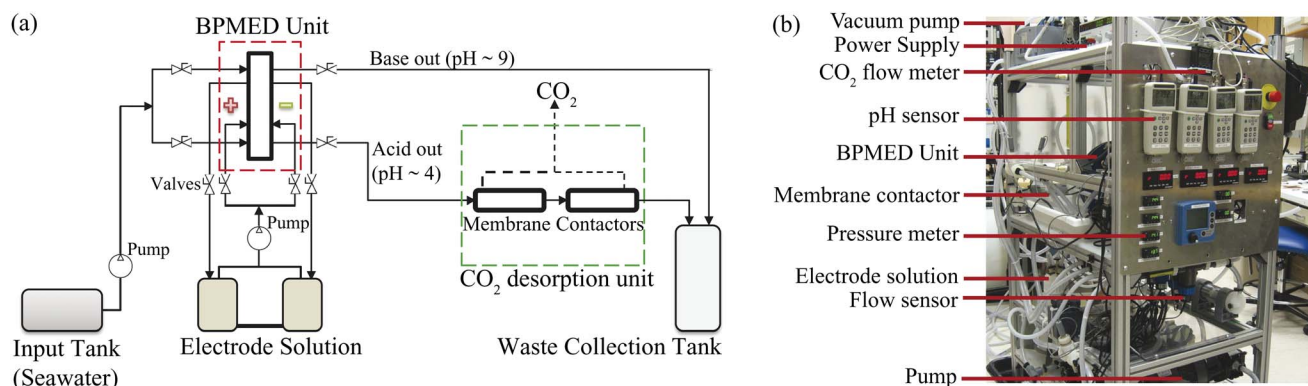 (a)
BPMED Unit
+
−
Base out (pH ~ 9)
CO₂
Acid out
(pH ~ 4)
Valves
Pump
Pump
Membrane Contactors
CO₂ desorption unit
Input Tank
(Seawater)
Electrode Solution
Waste Collection Tank
(b)
Vacuum pump
Power Supply
CO₂ flow meter
pH sensor
BPMED Unit
Membrane contactor
Pressure meter
Electrode solution
Flow sensor
Pump